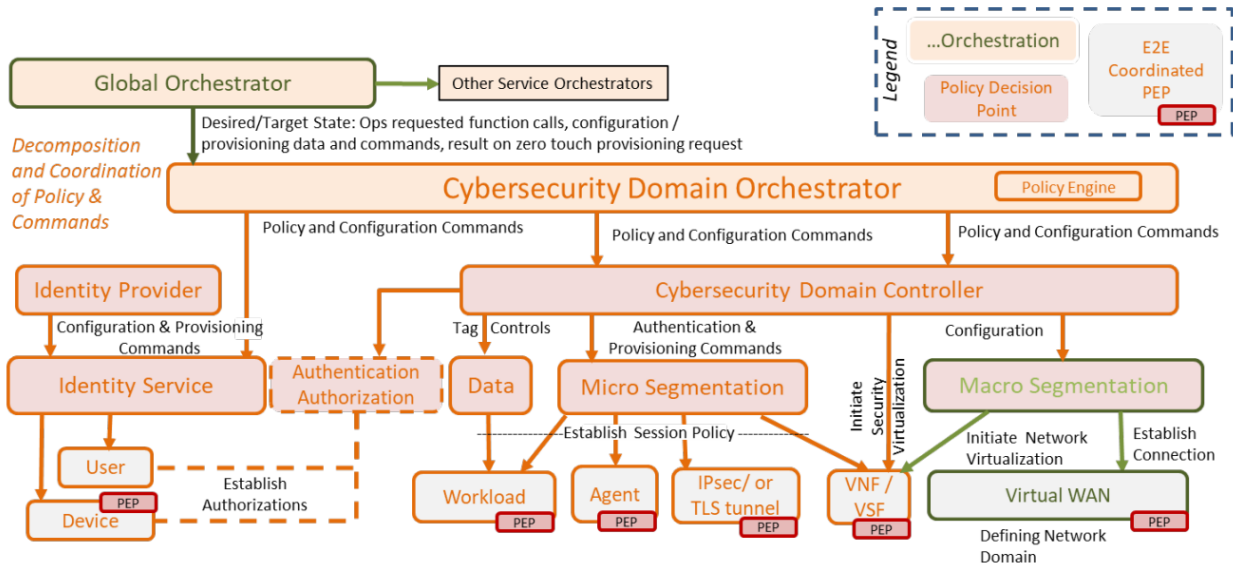 Legend
...Orchestration
Policy Decision
Point
E2E
Coordinated
PEP
PEP
Global Orchestrator
Other Service Orchestrators
Desired/Target State: Ops requested function calls, configuration /
provisioning data and commands, result on zero touch provisioning request
Decomposition
and Coordination
of Policy &
Commands
Cybersecurity Domain Orchestrator
Policy Engine
Policy and Configuration Commands
Policy and Configuration Commands
Policy and Configuration Commands
Identity Provider
Cybersecurity Domain Controller
Configuration & Provisioning
Commands
Tag Controls
Authentication &
Provisioning Commands
Configuration
Identity Service
Authentication
Authorization
Data
Micro Segmentation
Initiate
Security
Virtualization
Macro Segmentation
Establish Session Policy
Initiate Network
Virtualization
Establish
Connection
User
PEP
Device
Establish
Authorizations
Workload
PEP
Agent
PEP
IPsec/ or
TLS tunnel
PEP
VNF /
VSF
PEP
Virtual WAN
PEP
Defining Network
Domain